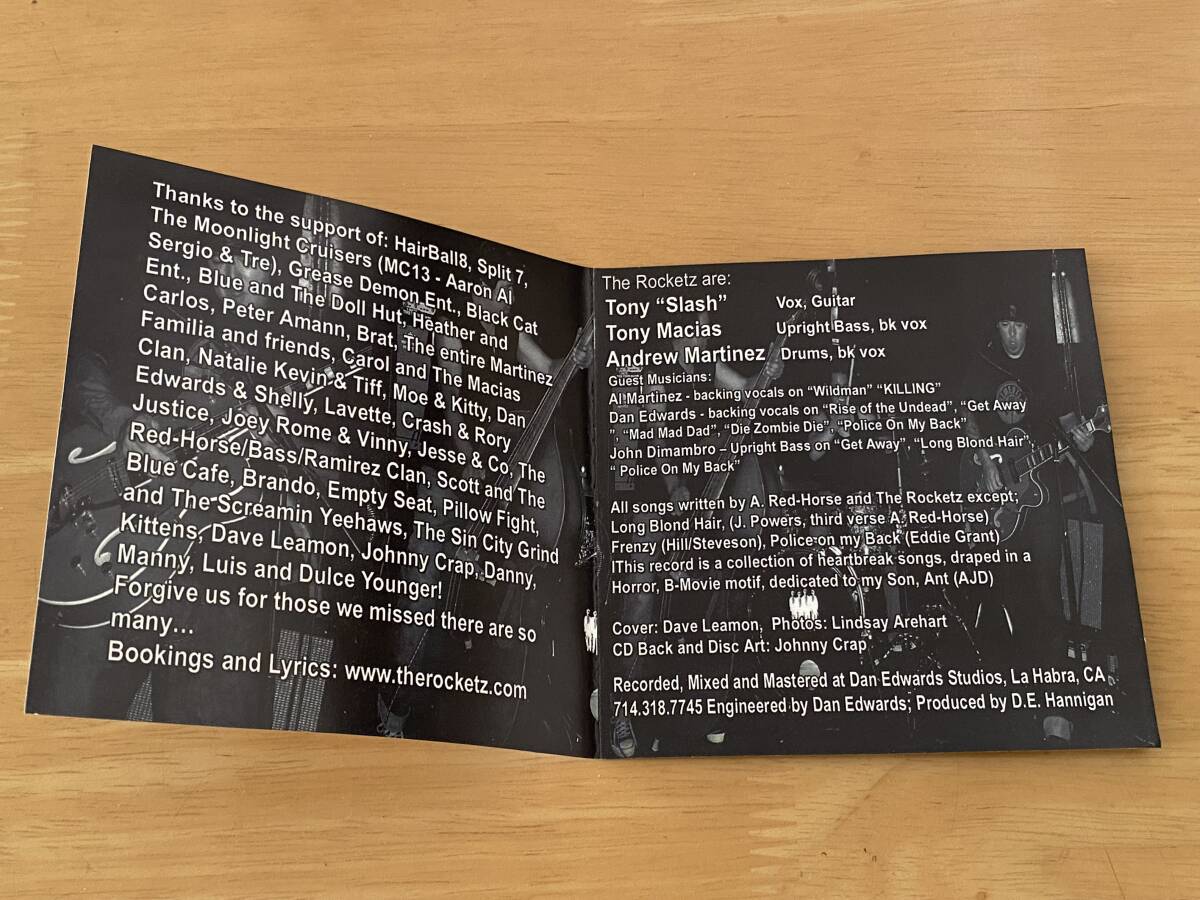 Thanks to the support of: HairBall8, Split 7,
The Moonlight Cruisers (MC13 - Aaron Al
Sergio & Tre), Grease Demon Ent., Black Cat
Ent., Blue and The Doll Hut, Heather and
Carlos, Peter Amann, Brat, The entire Martinez
Familia and friends, Carol and The Macias
Clan, Natalie Kevin & Tiff, Moe & Kitty, Dan
Edwards & Shelly, Lavette, Crash & Rory
Justice, Joey Rome & Vinny, Jesse & Co, The
Red-Horse/Bass/Ramirez Clan, Scott and The
Blue Cafe, Brando, Empty Seat, Pillow Fight,
and The Screamin Yeehaws, The Sin City Grind
Kittens, Dave Leamon, Johnny Crap, Danny,
Manny, Luis and Dulce Younger!
Forgive us for those we missed there are so
many...
Bookings and Lyrics: www.therocketz.com
The Rocketz are:
Tony “Slash” Vox, Guitar
Tony Macias Upright Bass, bk vox
Andrew Martinez Drums, bk vox
Guest Musicians:
Al Martinez - backing vocals on “Wildman” “KILLING”
Dan Edwards - backing vocals on “Rise of the Undead”, “Get Away
”, “Mad Mad Dad”, “Die Zombie Die”, “Police On My Back”
John Dimambro – Upright Bass on “Get Away”, “Long Blond Hair”,
“ Police On My Back”
All songs written by A. Red-Horse and The Rocketz except;
Long Blond Hair, (J. Powers, third verse A. Red-Horse)
Frenzy (Hill/Steveson), Police on my Back (Eddie Grant)
IThis record is a collection of heartbreak songs, draped in a
Horror, B-Movie motif, dedicated to my Son, Ant (AJD)
Cover: Dave Leamon, Photos: Lindsay Arehart
CD Back and Disc Art: Johnny Crap
Recorded, Mixed and Mastered at Dan Edwards Studios, La Habra, CA
714.318.7745 Engineered by Dan Edwards; Produced by D.E. Hannigan